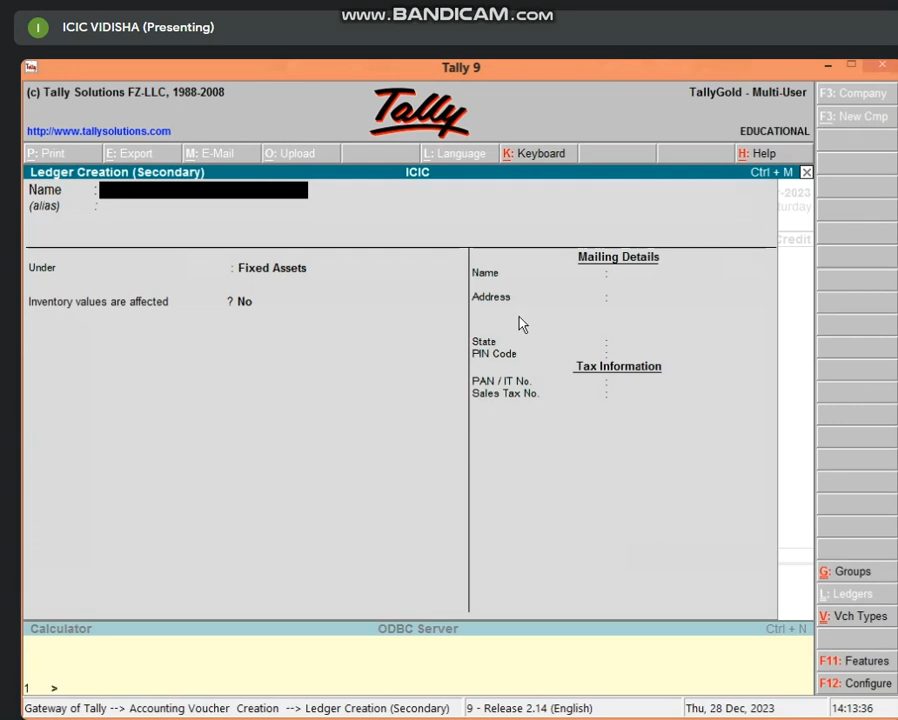 www.BANDICAM.com
I ICIC VIDISHA (Presenting)
Tally Tally 9
(c) Tally Solutions FZ-LLC, 1988-2008 Tally TallyGold - Multi-User F3: Company
F3: New Cmp
http://www.tallysolutions.com EDUCATIONAL
P: Print E: Export M: E-Mail O: Upload L: Language K: Keyboard H: Help
Ledger Creation (Secondary) ICIC Ctrl + M
Name : -2023
(alias) : urday
Credit
Mailing Details
Under : Fixed Assets Name :
Inventory values are affected ? No Address :
State :
PIN Code :
Tax Information
PAN / IT No. :
Sales Tax No. :
G: Groups
L: Ledgers
V: Vch Types
Calculator ODBC Server Ctrl + N
F11: Features
F12: Configure
1 >
Gateway of Tally --> Accounting Voucher Creation --> Ledger Creation (Secondary) 9 - Release 2.14 (English) Thu, 28 Dec, 2023 14:13:36